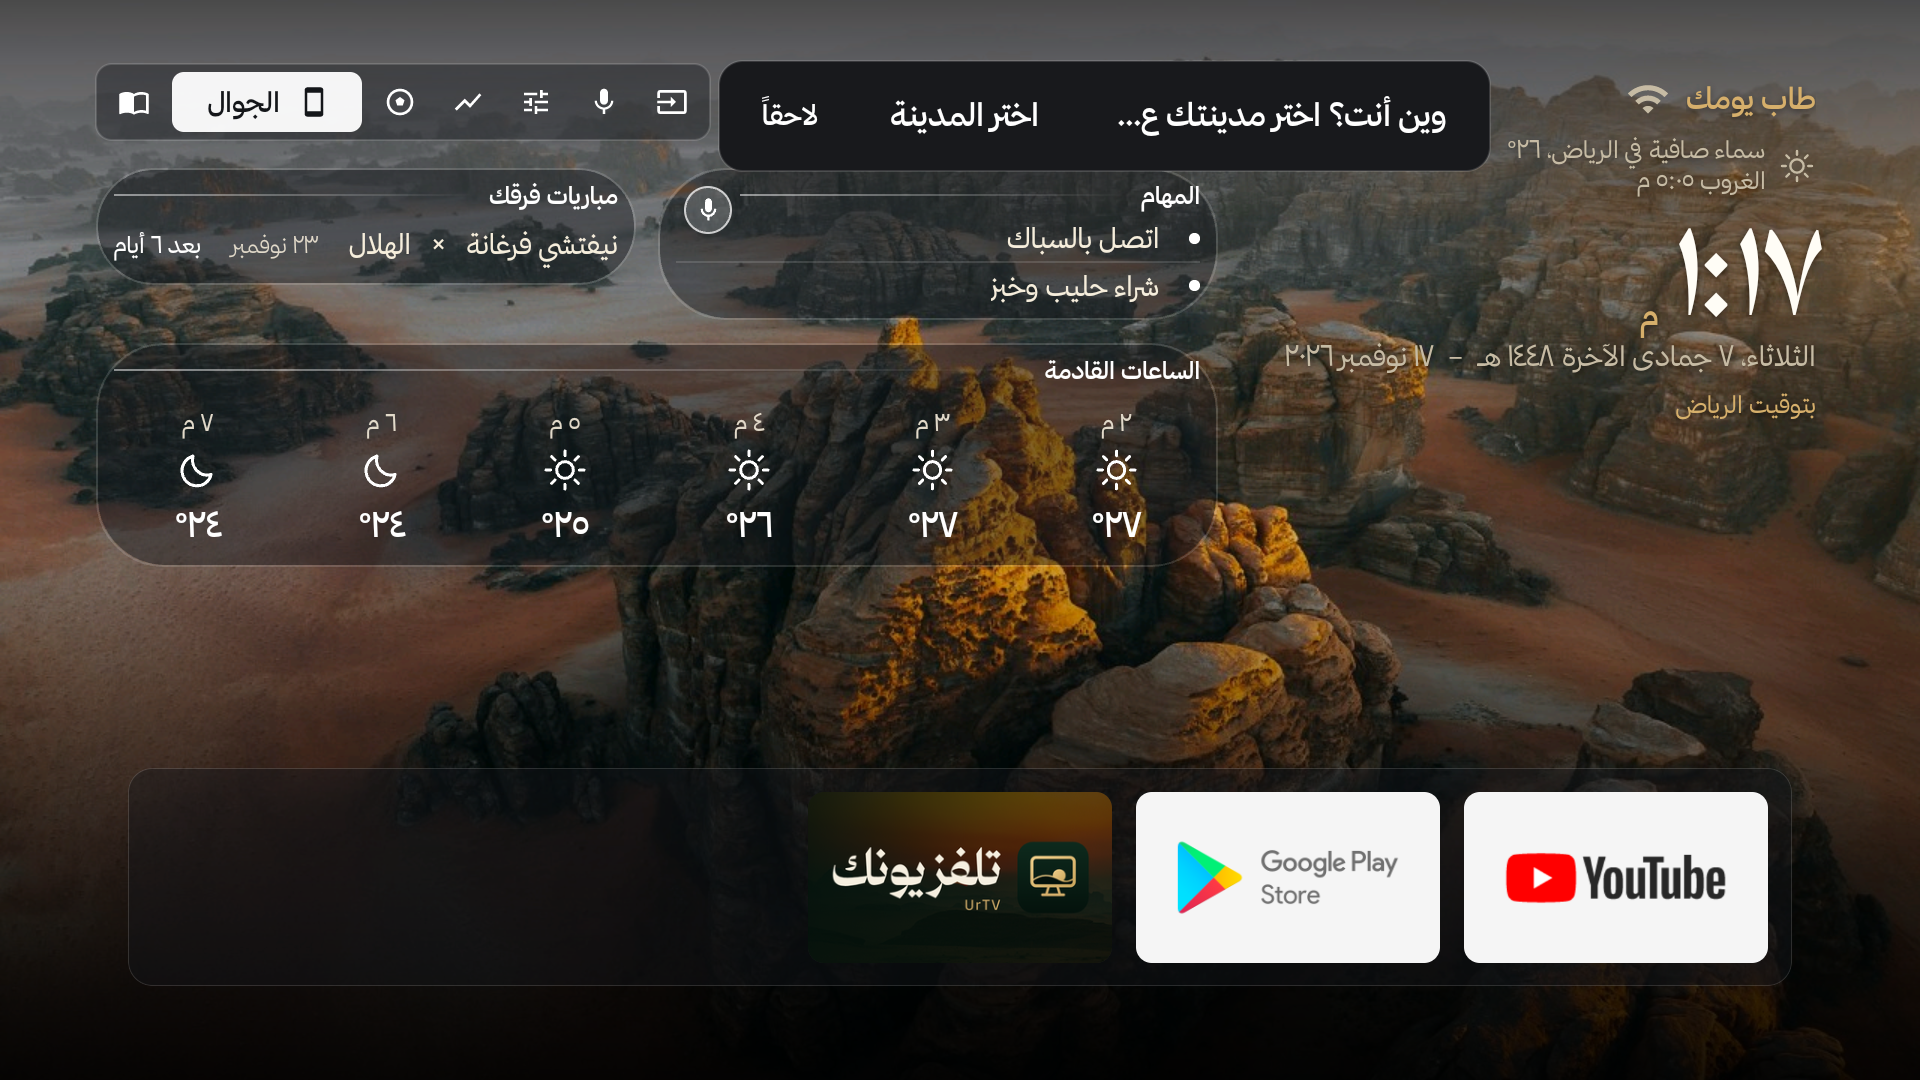 طاب يومك
سماء صافية في الرياض، ٢٦°
الغروب ٥:٠٥ م
١:١٧ م
الثلاثاء، ٧ جمادى الآخرة ١٤٤٨ هـ – ١٧ نوفمبر ٢٠٢٦
بتوقيت الرياض
وين أنت؟ اختر مدينتك ع...
اختر المدينة
لاحقاً
الجوال
المهام
اتصل بالسباك
شراء حليب وخبز
مباريات فرقك
نيفتشي فرغانة × الهلال ٢٣ نوفمبر بعد ٦ أيام
الساعات القادمة
٢ م ٣ م ٤ م ٥ م ٦ م ٧ م
٢٧° ٢٧° ٢٦° ٢٥° ٢٤° ٢٤°
YouTube
Google Play
Store
تلفزيونك
UrTV